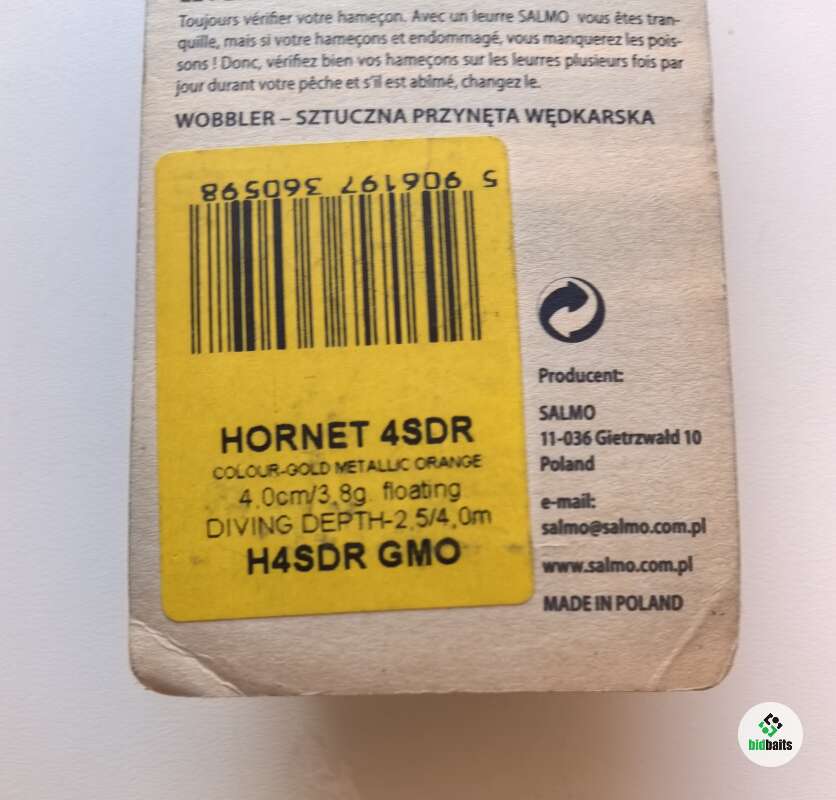 Toujours vérifier votre hameçon. Avec un leurre SALMO vous êtes tran-
quille, mais si votre hameçons et endommagé, vous manquerez les pois-
sons ! Donc, vérifiez bien vos hameçons sur les leurres plusieurs fois par
jour durant votre pêche et s'il est abîmé, changez le.
WOBBLER – SZTUCZNA PRZYNĘTA WĘDKARSKA
5 906197 360598
HORNET 4SDR
COLOUR-GOLD METALLIC ORANGE
4.0cm/3.8g. floating
DIVING DEPTH-2.5/4.0m
H4SDR GMO
Producent:
SALMO
11-036 Gietrzwałd 10
Poland
e-mail:
salmo@salmo.com.pl
www.salmo.com.pl
MADE IN POLAND
bidbaits